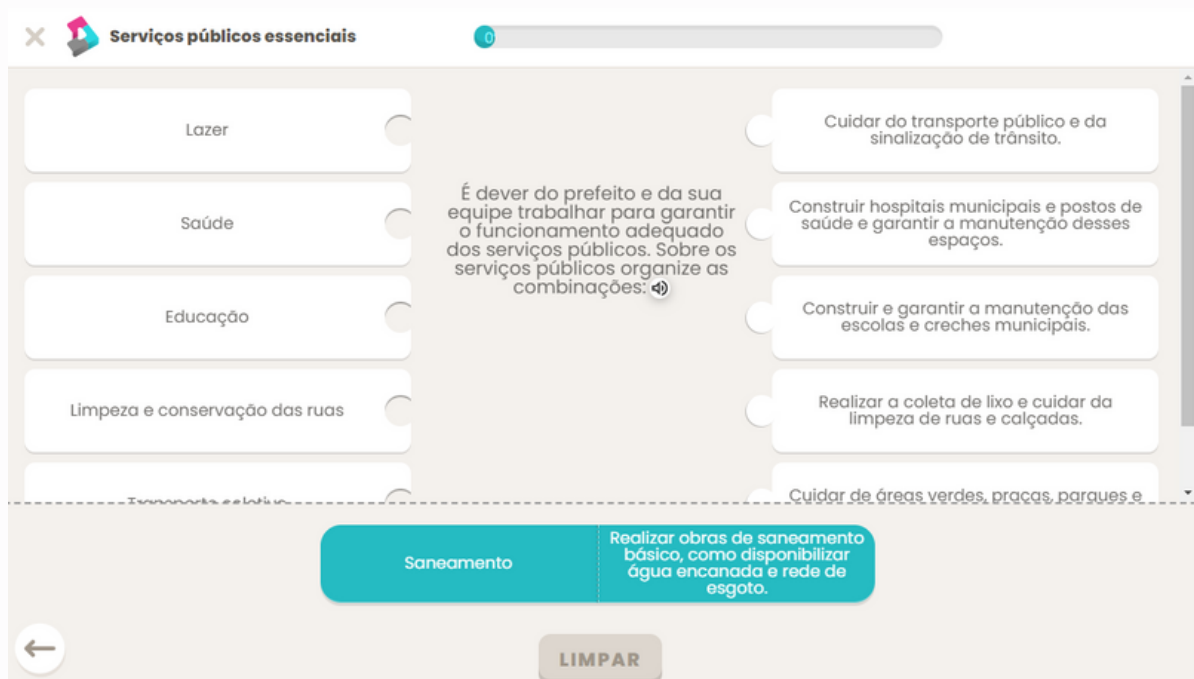 Serviços públicos essenciais
0
Lazer
Saúde
Educação
Limpeza e conservação das ruas
Transporte coletivo
É dever do prefeito e da sua
equipe trabalhar para garantir
o funcionamento adequado
dos serviços públicos. Sobre os
serviços públicos organize as
combinações:
Cuidar do transporte público e da
sinalização de trânsito.
Construir hospitais municipais e postos de
saúde e garantir a manutenção desses
espaços.
Construir e garantir a manutenção das
escolas e creches municipais.
Realizar a coleta de lixo e cuidar da
limpeza de ruas e calçadas.
Cuidar de áreas verdes, praças, parques e
Saneamento
Realizar obras de saneamento
básico, como disponibilizar
água encanada e rede de
esgoto.
LIMPAR